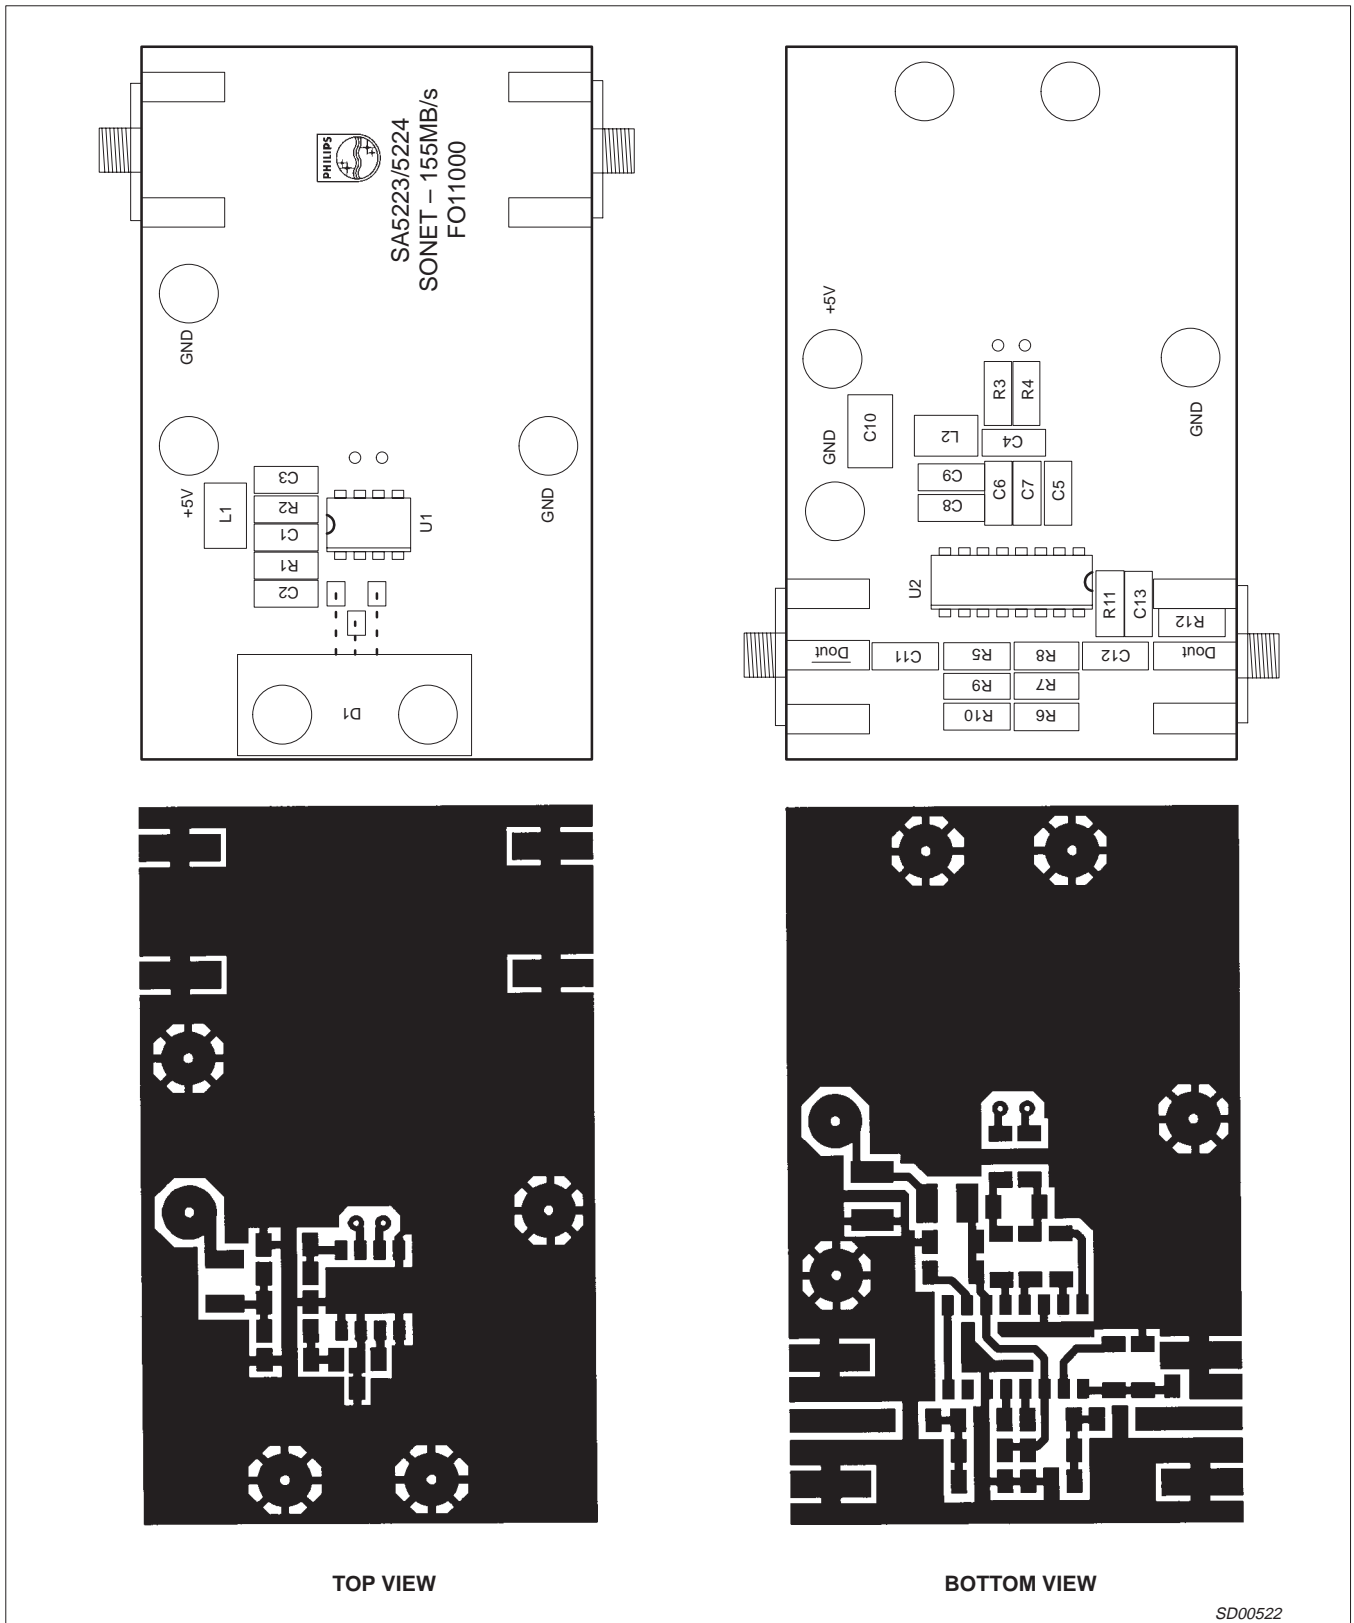 PHILIPS
SA5223/5224
SONET – 155MB/s
FO11000
GND
+5V
L1
C3
R2
C1
R1
C2
U1
GND
D1
+5V
GND
C10
L2
R3
R4
C4
C9
C8
C6
C7
C5
GND
U2
R11
C13
R12
Dout
C11
R5
R8
C12
Dout
R9
R7
R10
R6
TOP VIEW
BOTTOM VIEW
SD00522